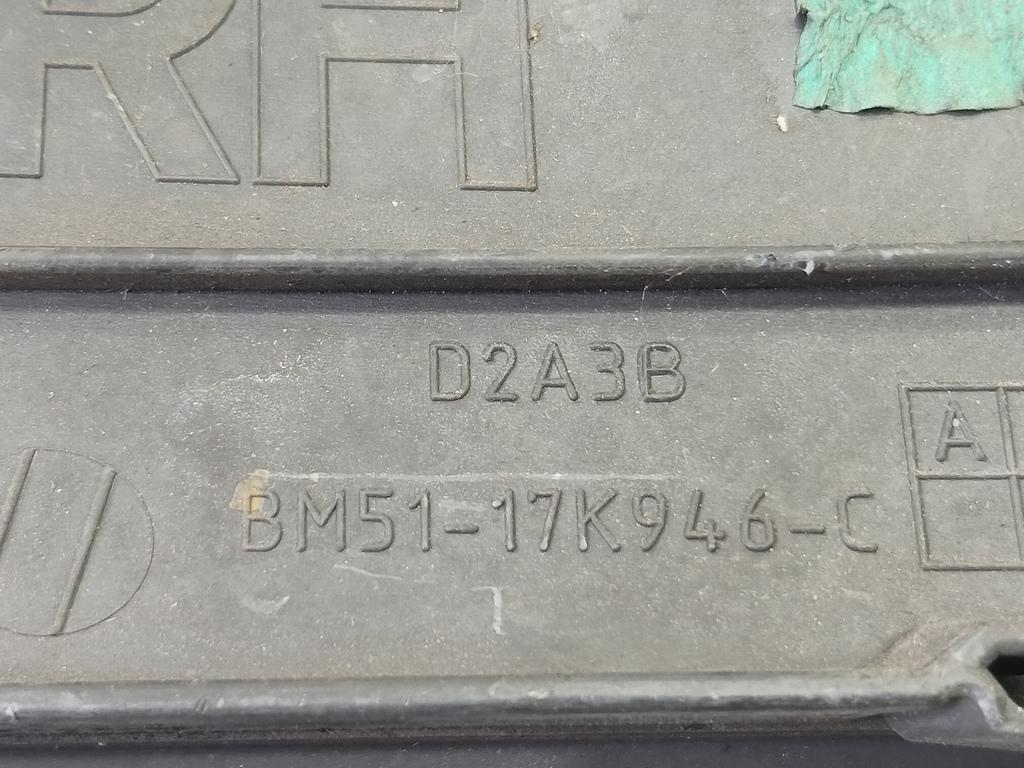 RH
D2A3B
A
BM51-17K946-C